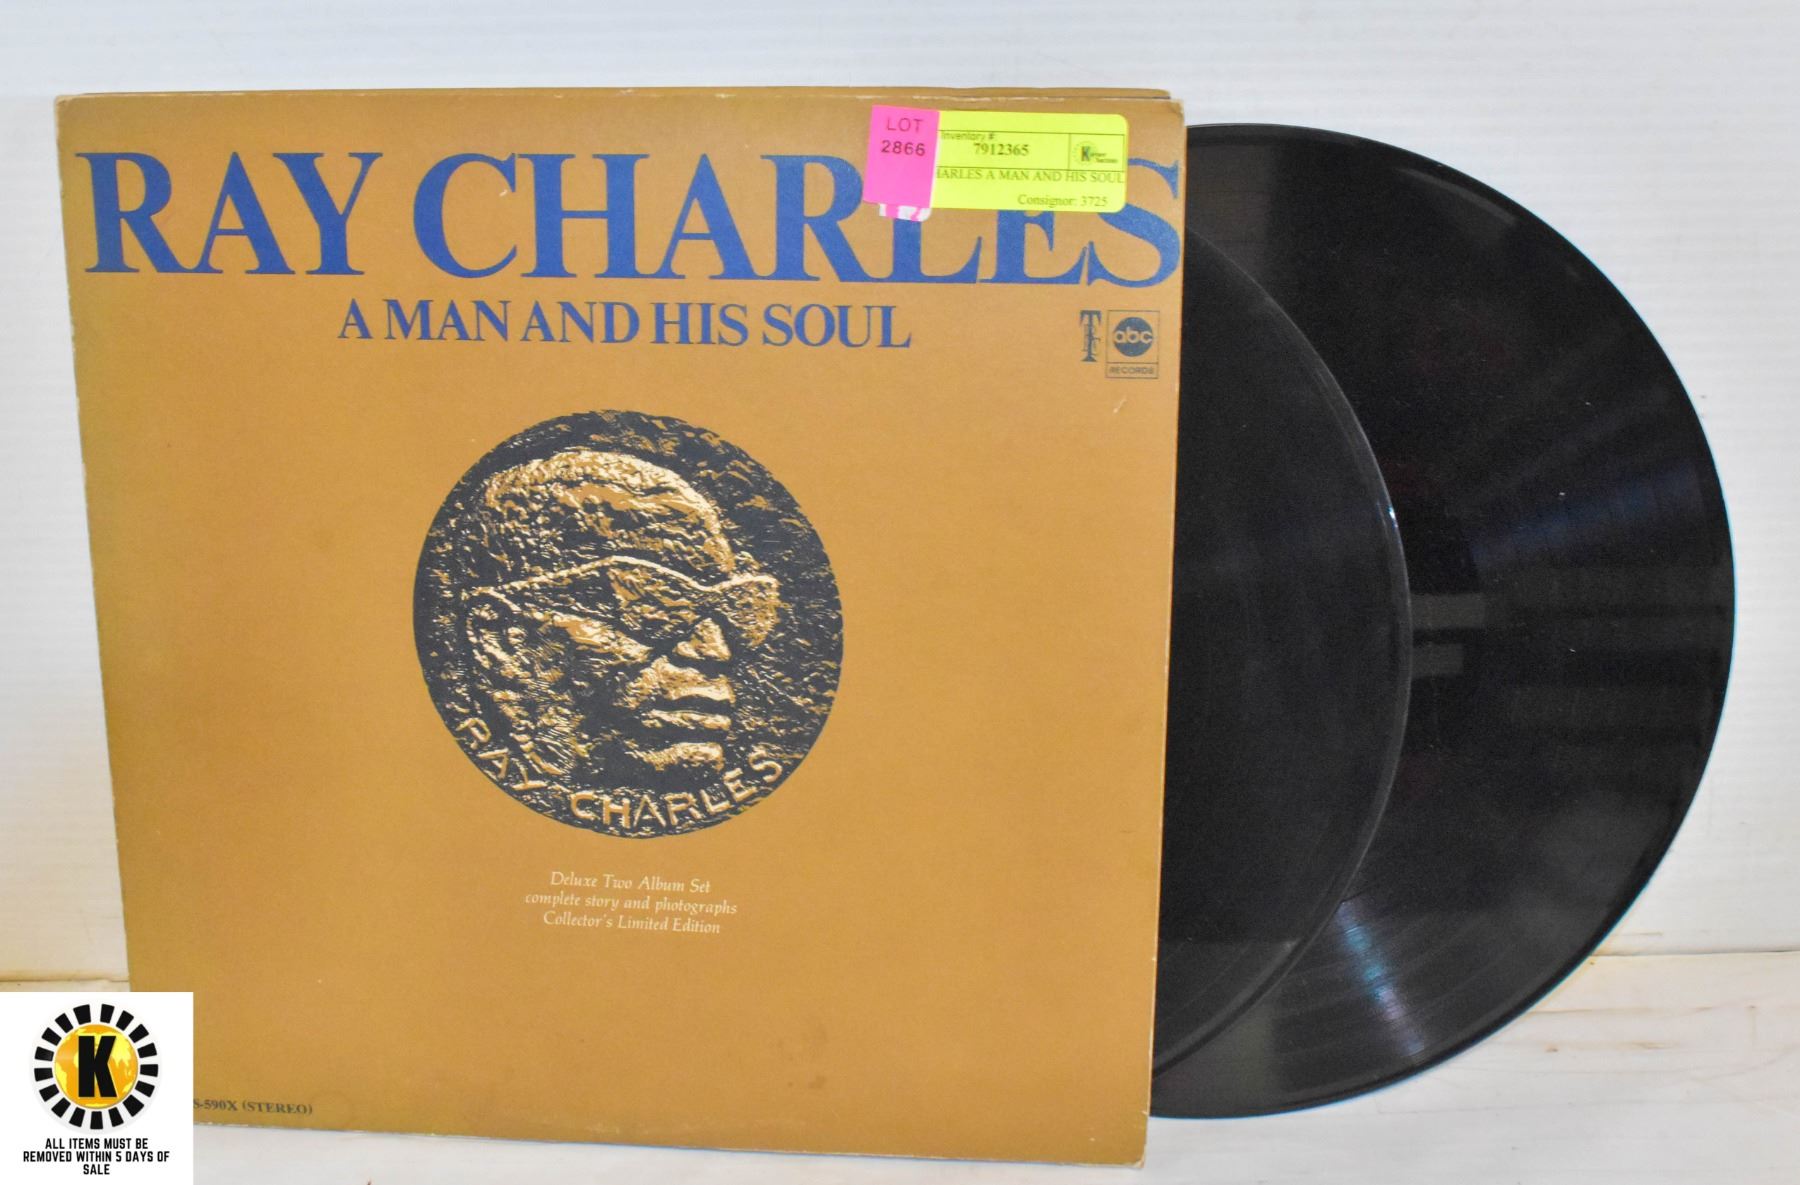 RAY CHARLES
LOT
2866
Inventory #:
7912365
HARLES A MAN AND HIS SOUL
Consignor: 3725
A MAN AND HIS SOUL
TRC
abc
RECORDS
RAY CHARLES
Deluxe Two Album Set
complete story and photographs
Collector's Limited Edition
S-590X (STEREO)
K
ALL ITEMS MUST BE
REMOVED WITHIN 5 DAYS OF
SALE